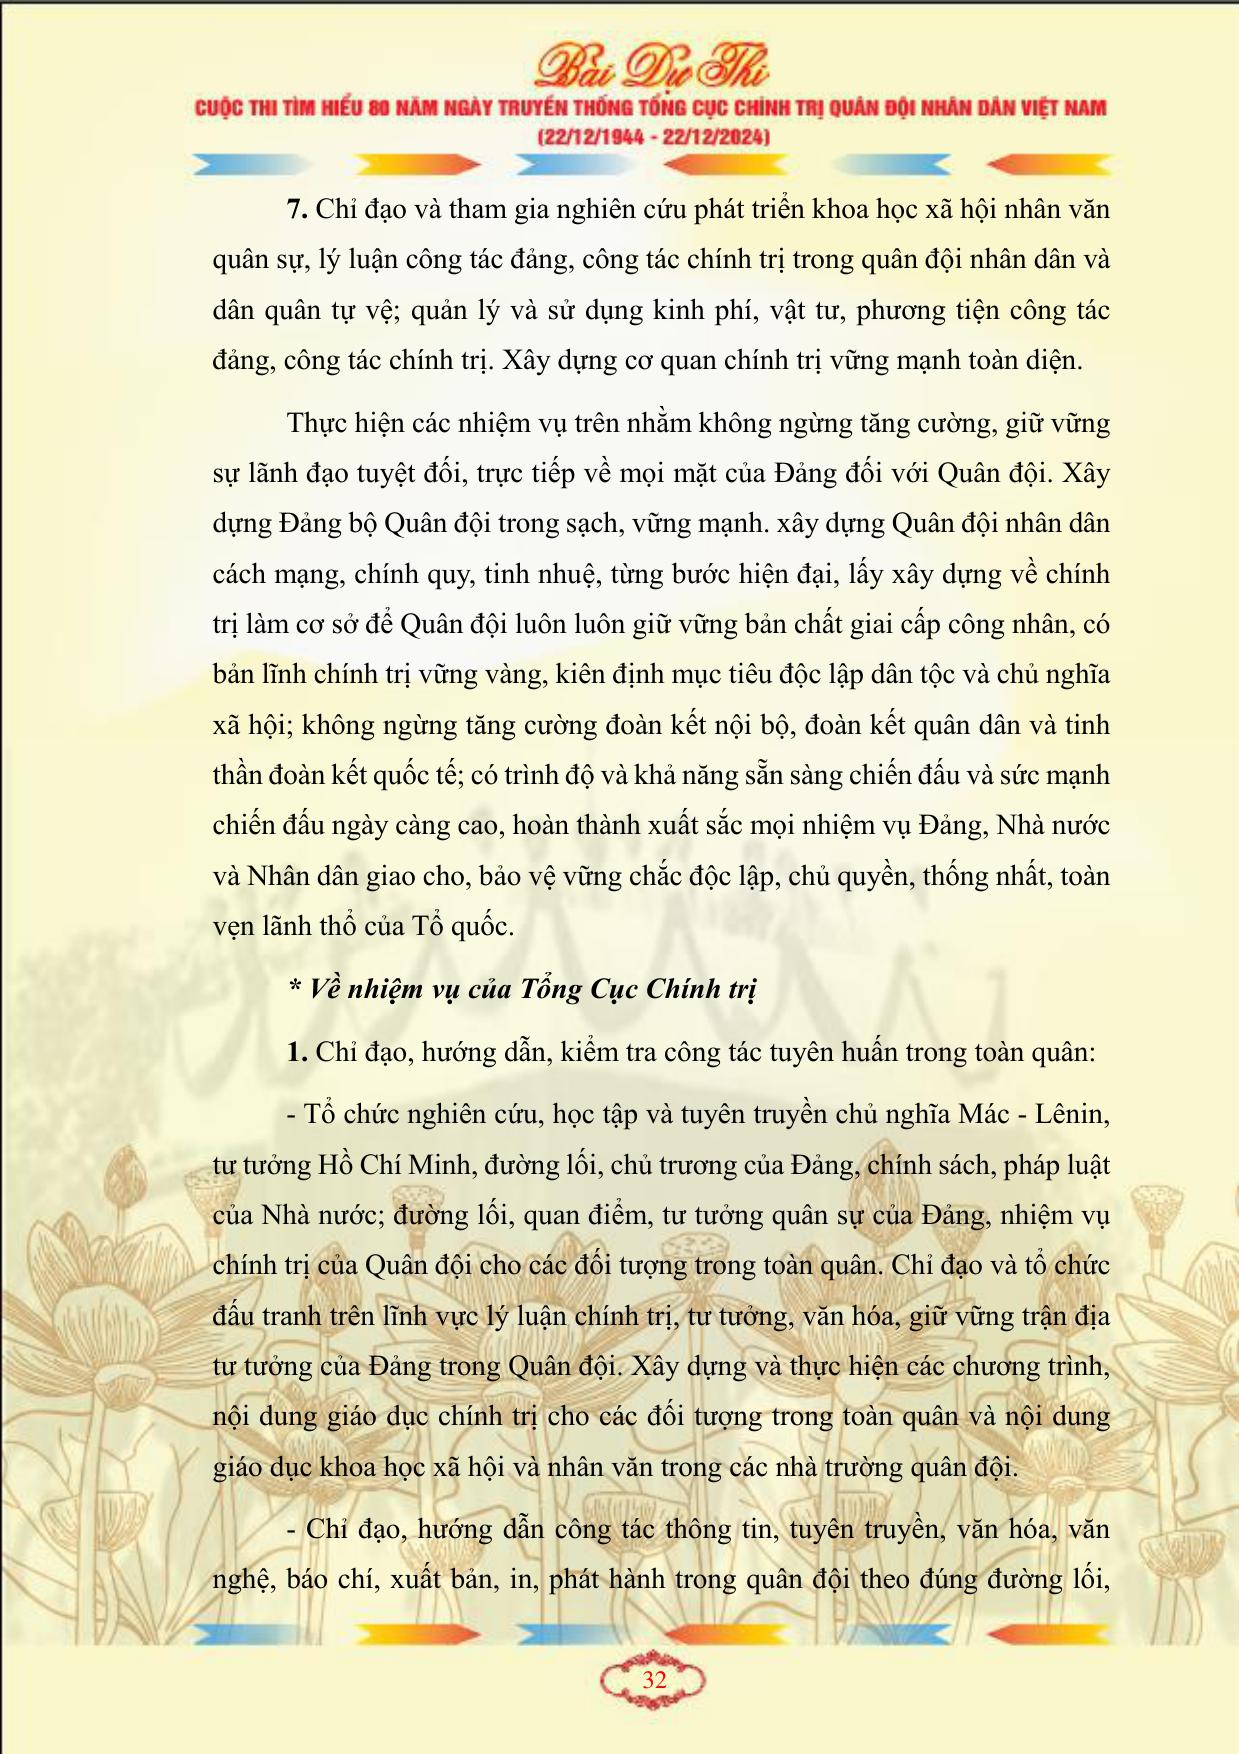 Bài Dự Thi
CUỘC THI TÌM HIỂU 80 NĂM NGÀY TRUYỀN THỐNG TỔNG CỤC CHÍNH TRỊ QUÂN ĐỘI NHÂN DÂN VIỆT NAM
(22/12/1944 - 22/12/2024)
7. Chỉ đạo và tham gia nghiên cứu phát triển khoa học xã hội nhân văn
quân sự, lý luận công tác đảng, công tác chính trị trong quân đội nhân dân và
dân quân tự vệ; quản lý và sử dụng kinh phí, vật tư, phương tiện công tác
đảng, công tác chính trị. Xây dựng cơ quan chính trị vững mạnh toàn diện.
Thực hiện các nhiệm vụ trên nhằm không ngừng tăng cường, giữ vững
sự lãnh đạo tuyệt đối, trực tiếp về mọi mặt của Đảng đối với Quân đội. Xây
dựng Đảng bộ Quân đội trong sạch, vững mạnh. xây dựng Quân đội nhân dân
cách mạng, chính quy, tinh nhuệ, từng bước hiện đại, lấy xây dựng về chính
trị làm cơ sở để Quân đội luôn luôn giữ vững bản chất giai cấp công nhân, có
bản lĩnh chính trị vững vàng, kiên định mục tiêu độc lập dân tộc và chủ nghĩa
xã hội; không ngừng tăng cường đoàn kết nội bộ, đoàn kết quân dân và tinh
thần đoàn kết quốc tế; có trình độ và khả năng sẵn sàng chiến đấu và sức mạnh
chiến đấu ngày càng cao, hoàn thành xuất sắc mọi nhiệm vụ Đảng, Nhà nước
và Nhân dân giao cho, bảo vệ vững chắc độc lập, chủ quyền, thống nhất, toàn
vẹn lãnh thổ của Tổ quốc.
* Về nhiệm vụ của Tổng Cục Chính trị
1. Chỉ đạo, hướng dẫn, kiểm tra công tác tuyên huấn trong toàn quân:
- Tổ chức nghiên cứu, học tập và tuyên truyền chủ nghĩa Mác - Lênin,
tư tưởng Hồ Chí Minh, đường lối, chủ trương của Đảng, chính sách, pháp luật
của Nhà nước; đường lối, quan điểm, tư tưởng quân sự của Đảng, nhiệm vụ
chính trị của Quân đội cho các đối tượng trong toàn quân. Chỉ đạo và tổ chức
đấu tranh trên lĩnh vực lý luận chính trị, tư tưởng, văn hóa, giữ vững trận địa
tư tưởng của Đảng trong Quân đội. Xây dựng và thực hiện các chương trình,
nội dung giáo dục chính trị cho các đối tượng trong toàn quân và nội dung
giáo dục khoa học xã hội và nhân văn trong các nhà trường quân đội.
- Chỉ đạo, hướng dẫn công tác thông tin, tuyên truyền, văn hóa, văn
nghệ, báo chí, xuất bản, in, phát hành trong quân đội theo đúng đường lối,
32